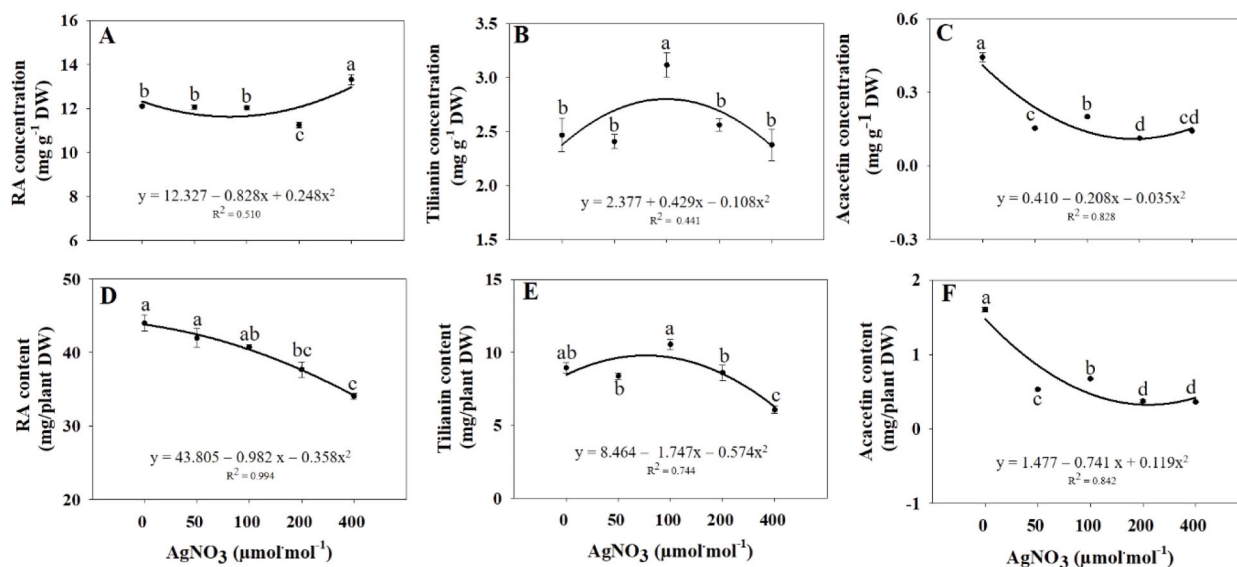 A
RA concentration
(mg g⁻¹ DW)
16
14
12
10
8
6
b
b
b
c
a
y = 12.327 – 0.828x + 0.248x²
R² = 0.510
B
Tilianin concentration
(mg g⁻¹ DW)
3.5
3.0
2.5
2.0
1.5
b
b
a
b
b
y = 2.377 + 0.429x – 0.108x²
R² = 0.441
C
Acacetin concentration
(mg g⁻¹ DW)
0.6
0.3
0.0
-0.3
a
c
b
d
cd
y = 0.410 – 0.208x – 0.035x²
R² = 0.828
D
RA content
(mg/plant DW)
50
40
30
20
a
a
ab
bc
c
y = 43.805 – 0.982 x – 0.358x²
R² = 0.994
0 50 100 200 400
AgNO₃ (µmol·mol⁻¹)
E
Tilianin content
(mg/plant DW)
15
10
5
0
ab
b
a
b
c
y = 8.464 – 1.747x – 0.574x²
R² = 0.744
0 50 100 200 400
AgNO₃ (µmol·mol⁻¹)
F
Acacetin content
(mg/plant DW)
2
1
0
-1
a
c
b
d
d
y = 1.477 – 0.741 x + 0.119x²
R² = 0.842
0 50 100 200 400
AgNO₃ (µmol·mol⁻¹)